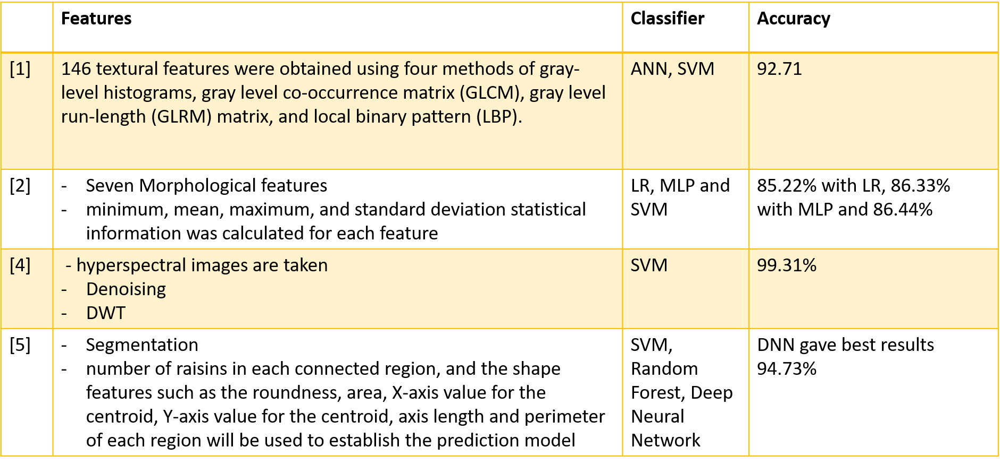 Features Classifier Accuracy
[1] 146 textural features were obtained using four methods of gray- ANN, SVM 92.71
level histograms, gray level co-occurrence matrix (GLCM), gray level
run-length (GLRM) matrix, and local binary pattern (LBP).
[2] - Seven Morphological features LR, MLP and 85.22% with LR, 86.33%
- minimum, mean, maximum, and standard deviation statistical SVM with MLP and 86.44%
information was calculated for each feature
[4] - hyperspectral images are taken SVM 99.31%
- Denoising
- DWT
[5] - Segmentation SVM, DNN gave best results
- number of raisins in each connected region, and the shape Random 94.73%
features such as the roundness, area, X-axis value for the Forest, Deep
centroid, Y-axis value for the centroid, axis length and perimeter Neural
of each region will be used to establish the prediction model Network